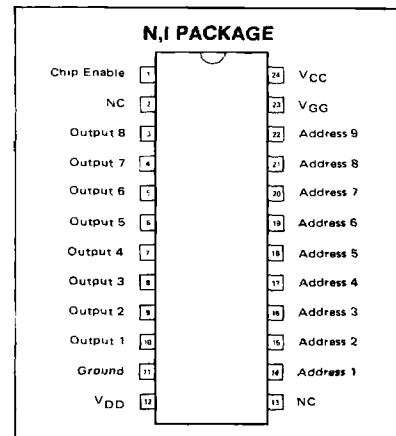 N,I PACKAGE
Chip Enable 1 24 VCC
NC 2 23 VGG
Output 8 3 22 Address 9
Output 7 4 21 Address 8
Output 6 5 20 Address 7
Output 5 6 19 Address 6
Output 4 7 18 Address 5
Output 3 8 17 Address 4
Output 2 9 16 Address 3
Output 1 10 15 Address 2
Ground 11 14 Address 1
VDD 12 13 NC